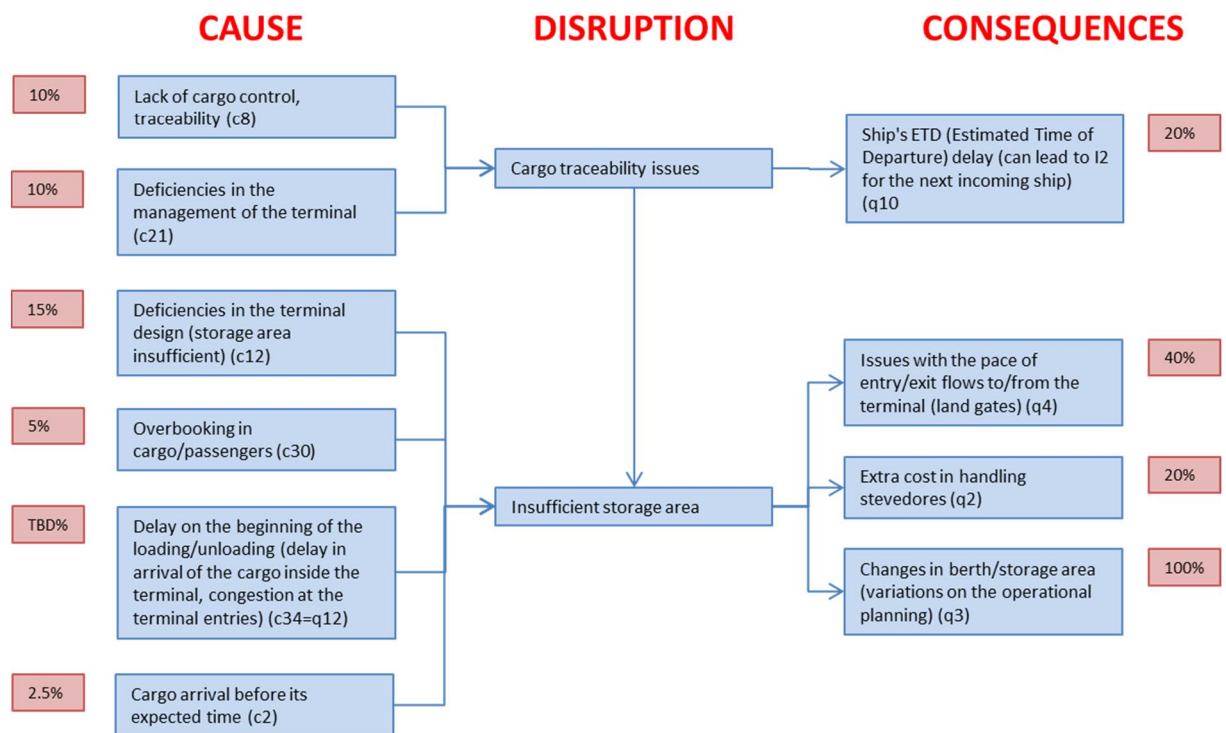 CAUSE
DISRUPTION
CONSEQUENCES
10%
Lack of cargo control,
traceability (c8)
10%
Deficiencies in the
management of the terminal
(c21)
Cargo traceability issues
Ship's ETD (Estimated Time of
Departure) delay (can lead to I2
for the next incoming ship)
(q10
20%
15%
Deficiencies in the terminal
design (storage area
insufficient) (c12)
5%
Overbooking in
cargo/passengers (c30)
TBD%
Delay on the beginning of the
loading/unloading (delay in
arrival of the cargo inside the
terminal, congestion at the
terminal entries) (c34=q12)
2.5%
Cargo arrival before its
expected time (c2)
Insufficient storage area
Issues with the pace of
entry/exit flows to/from the
terminal (land gates) (q4)
40%
Extra cost in handling
stevedores (q2)
20%
Changes in berth/storage area
(variations on the operational
planning) (q3)
100%